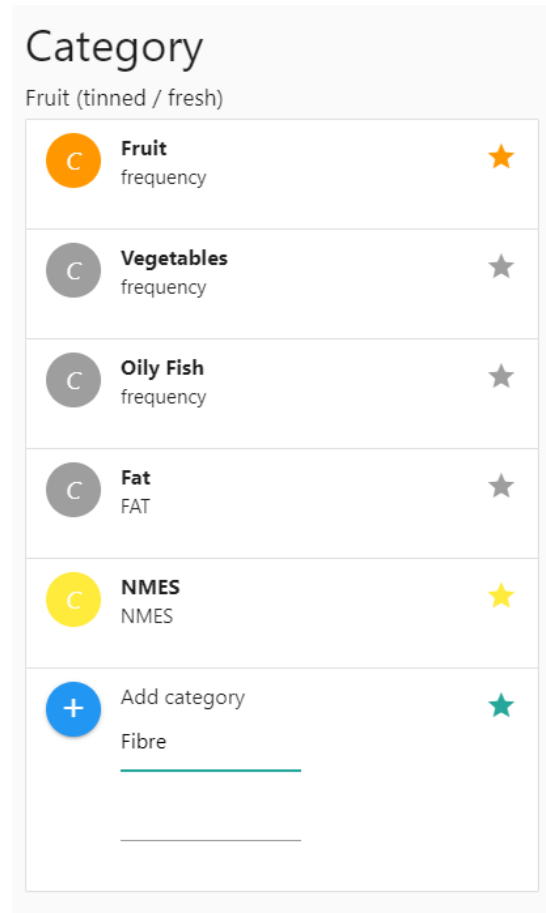 Category
Fruit (tinned / fresh)
C
Fruit
frequency
C
Vegetables
frequency
C
Oily Fish
frequency
C
Fat
FAT
C
NMES
NMES
+
Add category
Fibre